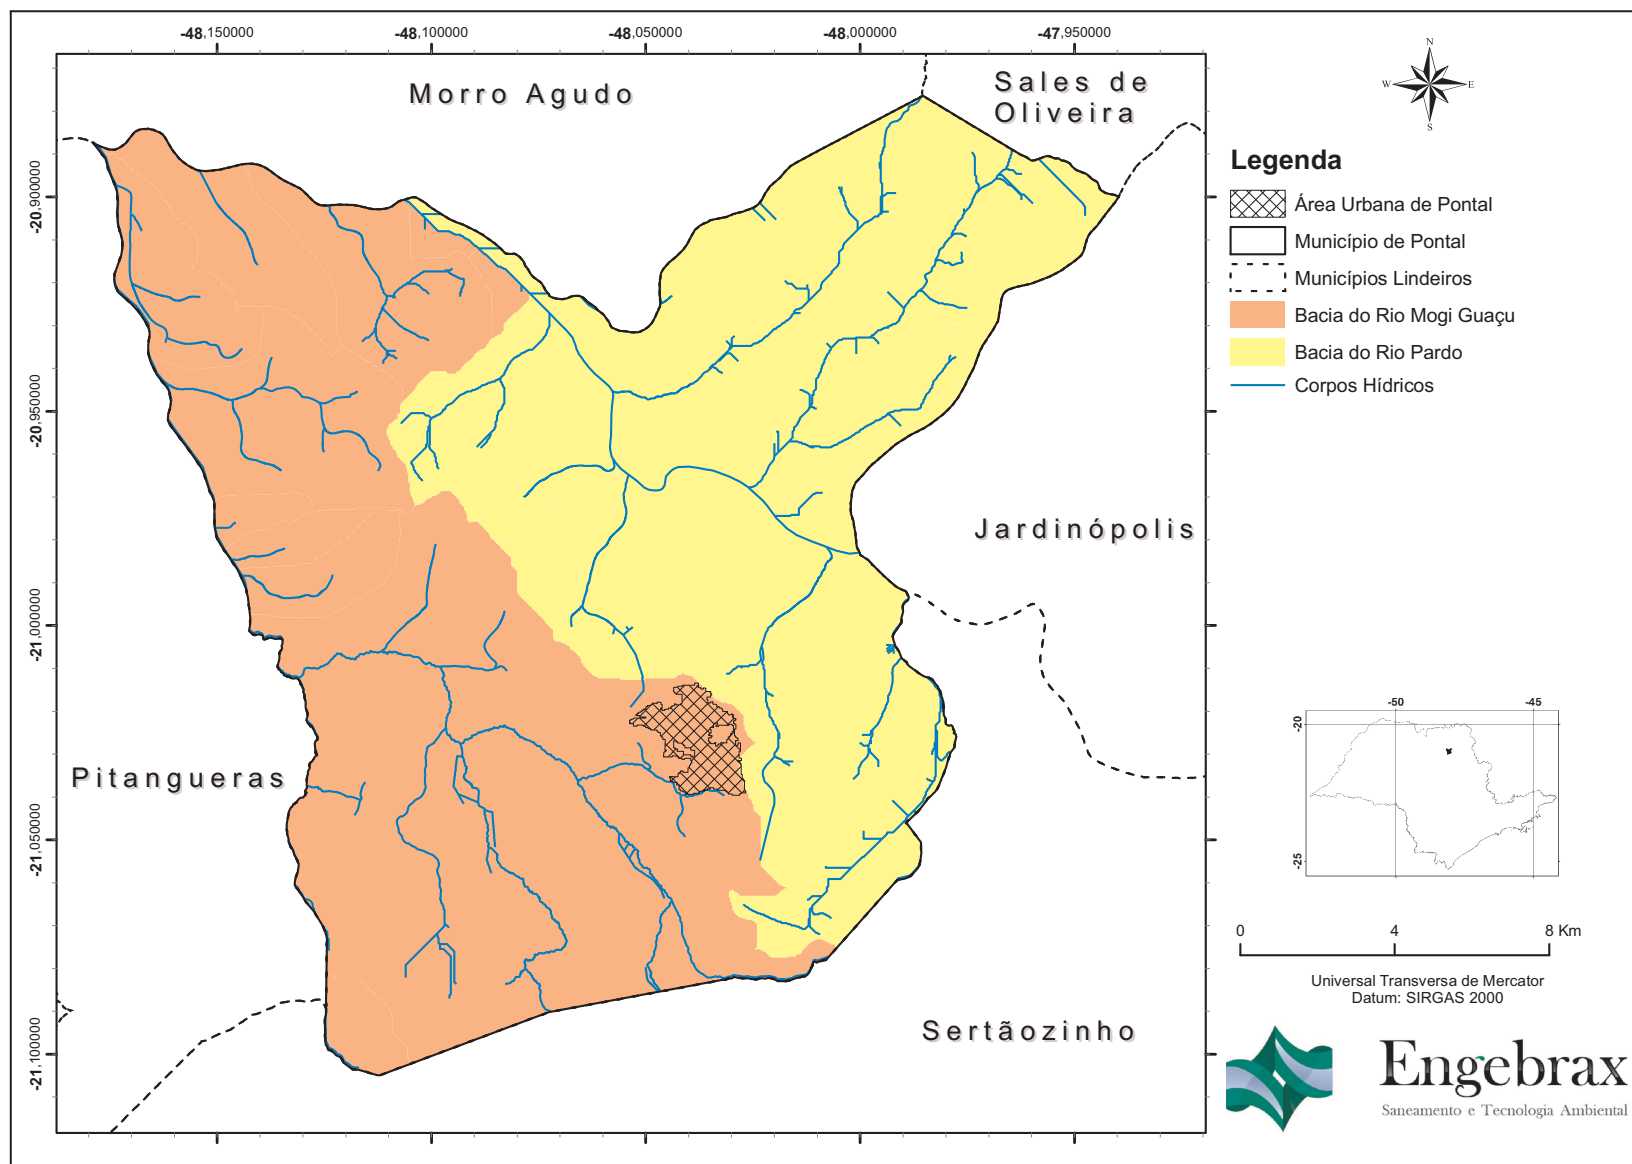 -48,150000 -48,100000 -48,050000 -48,000000 -47,950000
Morro Agudo
Sales de
Oliveira
Jardinópolis
Pitangueras
Sertãozinho
-20,900000
-20,950000
-21,000000
-21,050000
-21,100000
N
W E
S
Legenda
Área Urbana de Pontal
Município de Pontal
Municípios Lindeiros
Bacia do Rio Mogi Guaçu
Bacia do Rio Pardo
Corpos Hídricos
-50 -45
-20
-25
0 4 8 Km
Universal Transversa de Mercator
Datum: SIRGAS 2000
Engebrax
Saneamento e Tecnologia Ambiental